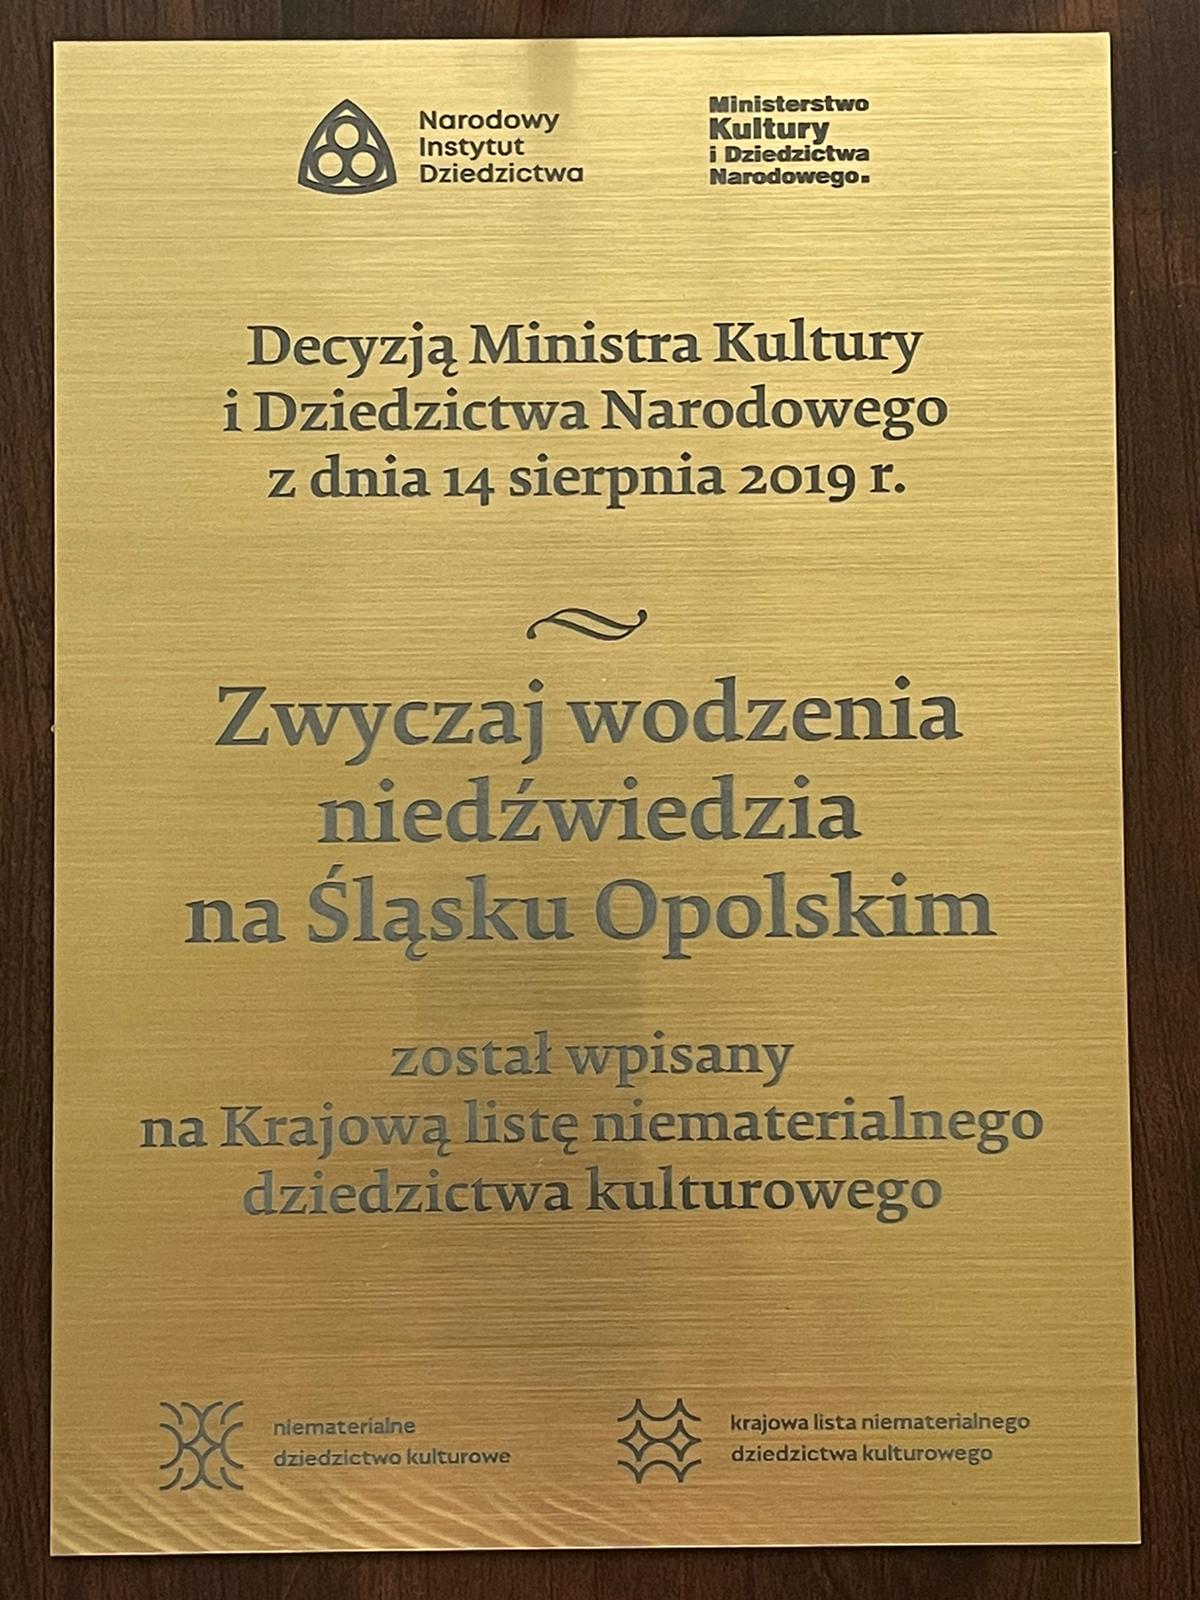 Narodowy
Instytut
Dziedzictwa
Ministerstwo
Kultury
i Dziedzictwa
Narodowego.
Decyzją Ministra Kultury
i Dziedzictwa Narodowego
z dnia 14 sierpnia 2019 r.
Zwyczaj wodzenia
niedźwiedzia
na Śląsku Opolskim
został wpisany
na Krajową listę niematerialnego
dziedzictwa kulturowego
niematerialne
dziedzictwo kulturowe
krajowa lista niematerialnego
dziedzictwa kulturowego